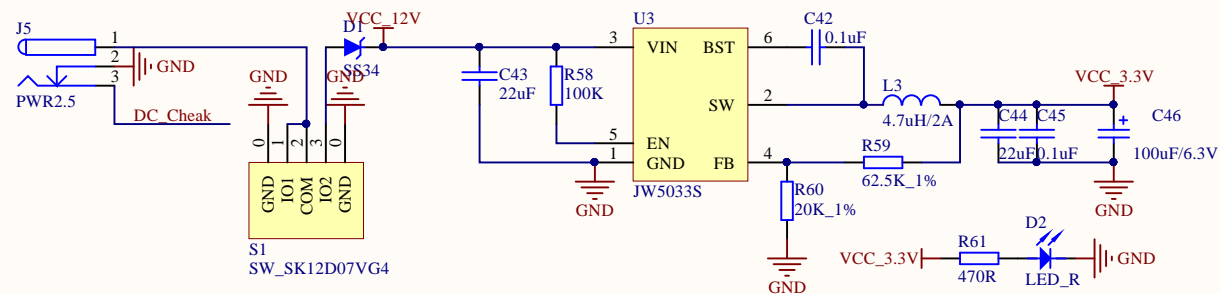 J5
1
2
3
GND
PWR2.5
DC_Cheak
D1
VCC_12V
SS34
GND
GND
0
1
2
3
0
GND
IO1
COM
IO2
GND
S1
SW_SK12D07VG4
C43
22uF
R58
100K
U3
3
VIN
BST
6
SW
2
5
EN
1
GND
FB
4
JW5033S
GND
C42
0.1uF
L3
4.7uH/2A
R59
62.5K_1%
R60
20K_1%
GND
VCC_3.3V
C44
22uF
C45
0.1uF
+
C46
100uF/6.3V
GND
VCC_3.3V
R61
470R
D2
LED_R
GND